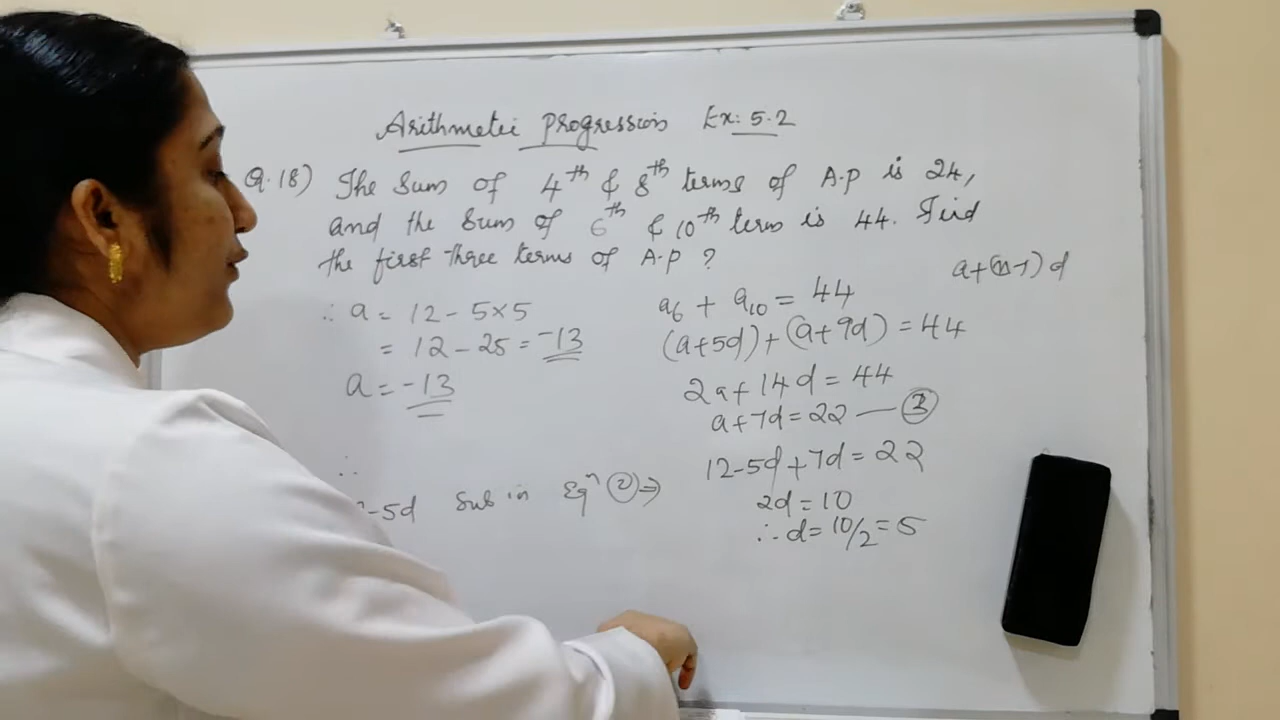 Arithmetic Progression Ex: 5.2
Q.18) The Sum of 4th & 8th terms of A.P is 24,
and the Sum of 6th & 10th term is 44. Find
the first three terms of A.P ?
a+(n-1)d
∴ a = 12 - 5×5
= 12 - 25 = -13
a = -13
∴
-5d Sub in Eqn ② ⇒
a6 + a10 = 44
(a+5d)+(a+9d) = 44
2a+14d = 44
a+7d = 22 — ②
12-5d+7d = 22
2d = 10
∴ d = 10/2 = 5